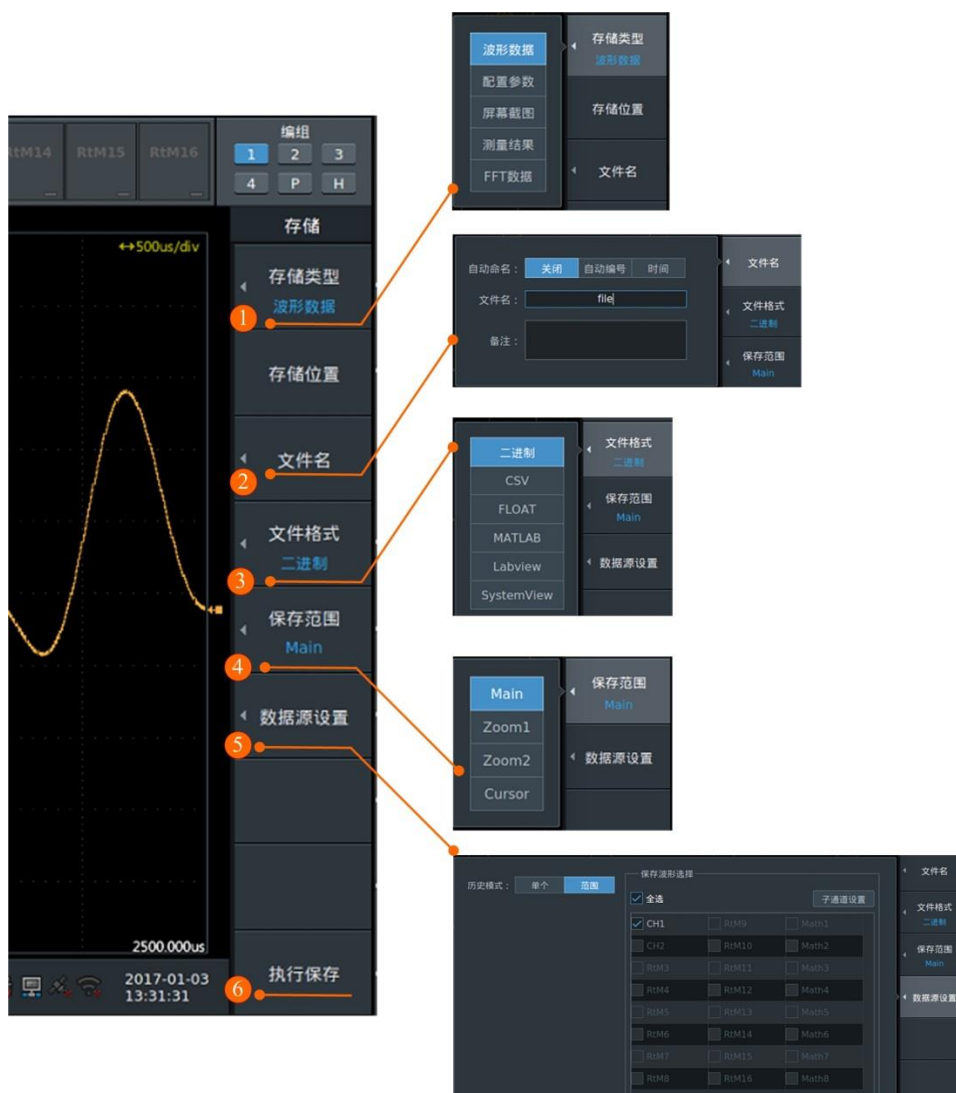 RtM14 RtM15 RtM16
编组
1 2 3
4 P H
存储
↔500us/div
存储类型
波形数据
1
存储位置
文件名
2
文件格式
二进制
3
保存范围
Main
4
数据源设置
5
2500.000us
2017-01-03
13:31:31
执行保存
6
波形数据
配置参数
屏幕截图
测量结果
FFT数据
存储类型
波形数据
存储位置
文件名
自动命名： 关闭 自动编号 时间
文件名： file
备注：
文件名
文件格式
二进制
保存范围
Main
二进制
CSV
FLOAT
MATLAB
Labview
SystemView
文件格式
二进制
保存范围
Main
数据源设置
Main
Zoom1
Zoom2
Cursor
保存范围
Main
数据源设置
历史模式： 单个 范围
保存波形选择
全选 子通道设置
CH1 RtM9 Math1
CH2 RtM10 Math2
RtM3 RtM11 Math3
RtM4 RtM12 Math4
RtM5 RtM13 Math5
RtM6 RtM14 Math6
RtM7 RtM15 Math7
RtM8 RtM16 Math8
文件名
文件格式
二进制
保存范围
Main
数据源设置